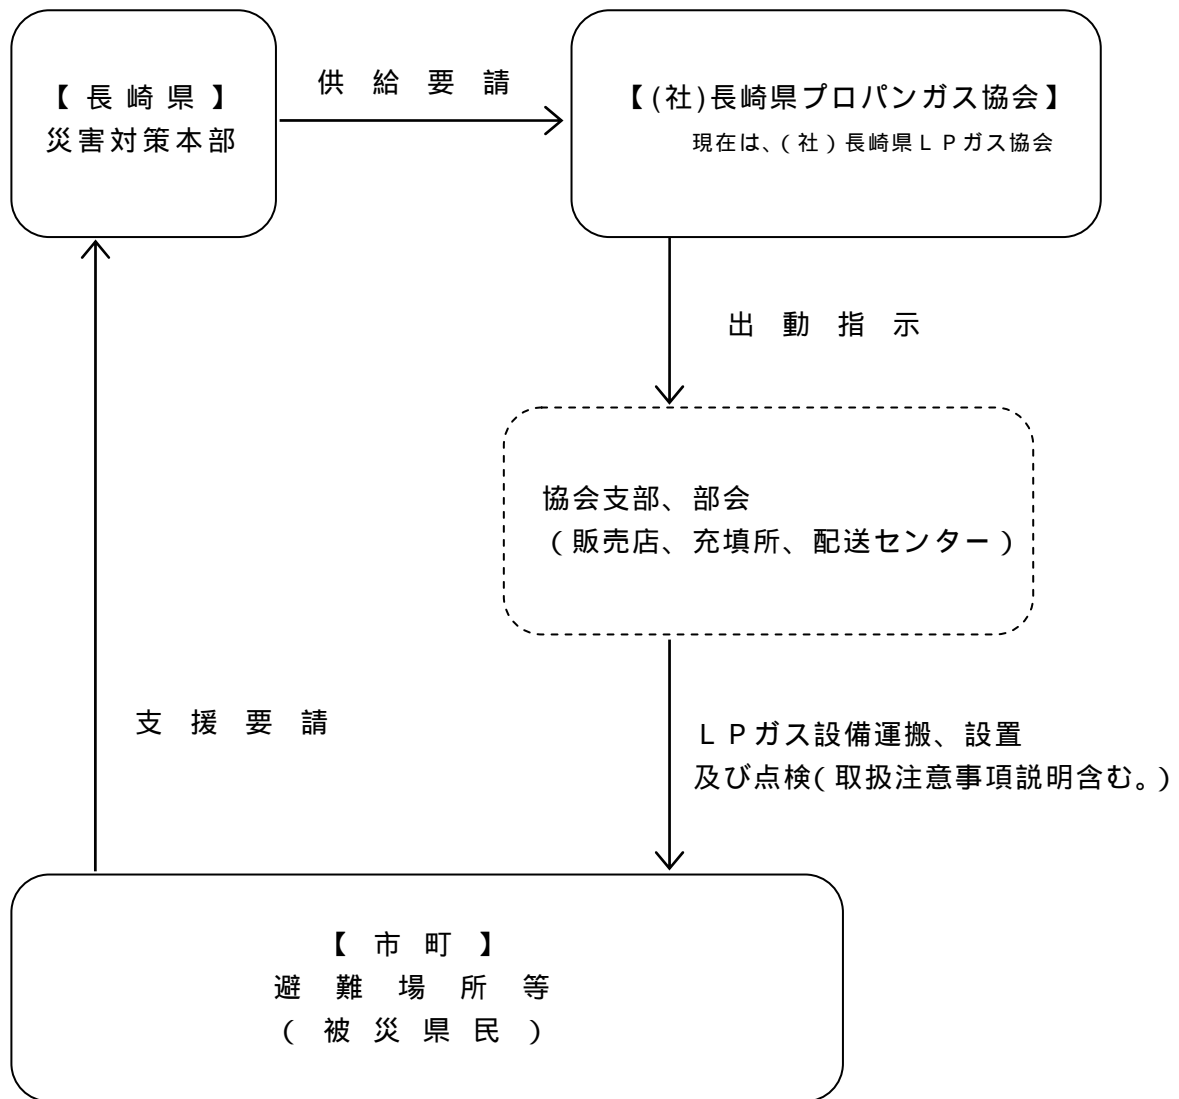 【長崎県】
災害対策本部
供給要請
【(社)長崎県プロパンガス協会】
現在は、(社)長崎県LPガス協会
出動指示
協会支部、部会
(販売店、充填所、配送センター)
支援要請
LPガス設備運搬、設置
及び点検(取扱注意事項説明含む。)
【市町】
避難場所等
(被災県民)